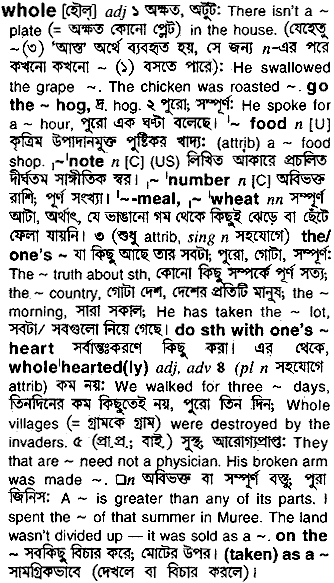 whole [হৌল্] adj ১ অক্ষত, অটুট: There isn't a ~
plate (= অক্ষত কোনো প্লেট) in the house. (যেহেতু
~ (৩) 'আস্ত' অর্থে ব্যবহৃত হয়, সে জন্য n-এর পরে
কখনো কখনো ~ (১) বসতে পারে): He swallowed
the grape ~. The chicken was roasted ~. go
the ~ hog, দ্র. hog. ২ পুরো; সম্পূর্ণ: He spoke for
a ~ hour, পুরো এক ঘণ্টা বলেছে। '~ food n [U]
কৃত্রিম উপাদানমুক্ত পুষ্টিকর খাদ্য: (attrib) a ~ food
shop. ˌ~ 'note n [C] (US) লিখিত আকারে প্রচলিত
দীর্ঘতম সাঙ্গীতিক স্বর। ˌ~ 'number n [C] অবিভক্ত
রাশি; পূর্ণ সংখ্যা। '~-meal, ˌ~ 'wheat nn সম্পূর্ণ
আটা, অর্থাৎ, যে ভাঙানো গম থেকে কিছুই ঝেড়ে বা ছেঁটে
ফেলা যায়নি। ৩ (শুধু attrib, sing n সহযোগে) the/
one's ~ যা কিছু আছে তার সবটা; পুরো, গোটা, সম্পূর্ণ:
The ~ truth about sth, কোনো কিছু সম্পর্কে পূর্ণ সত্য;
the ~ country, গোটা দেশ, দেশের প্রতিটি মানুষ; the ~
morning, সারা সকাল; He has taken the ~ lot,
সবটা/ সবগুলো নিয়ে গেছে। do sth with one's ~
heart সর্বান্তঃকরণে কিছু করা। এর থেকে,
whole'hearted(ly) adj, adv 8 (pl n সহযোগে
attrib) কম নয়: We walked for three ~ days,
তিনদিনের কম কিছুতেই নয়, পুরো তিন দিন; Whole
villages (= গ্রামকে গ্রাম) were destroyed by the
invaders. ৫ (প্রা.প্র.; বাই.) সুস্থ; আরোগ্যপ্রাপ্ত: They
that are ~ need not a physician. His broken arm
was made ~. □n অবিভক্ত বা সম্পূর্ণ বস্তু; পুরা
জিনিস: A ~ is greater than any of its parts. I
spent the ~ of that summer in Muree. The land
wasn't divided up — it was sold as a ~. on the
~ সবকিছু বিচার করে; মোটের উপর। (taken) as a ~
সামগ্রিকভাবে (দেখলে বা বিচার করলে)।